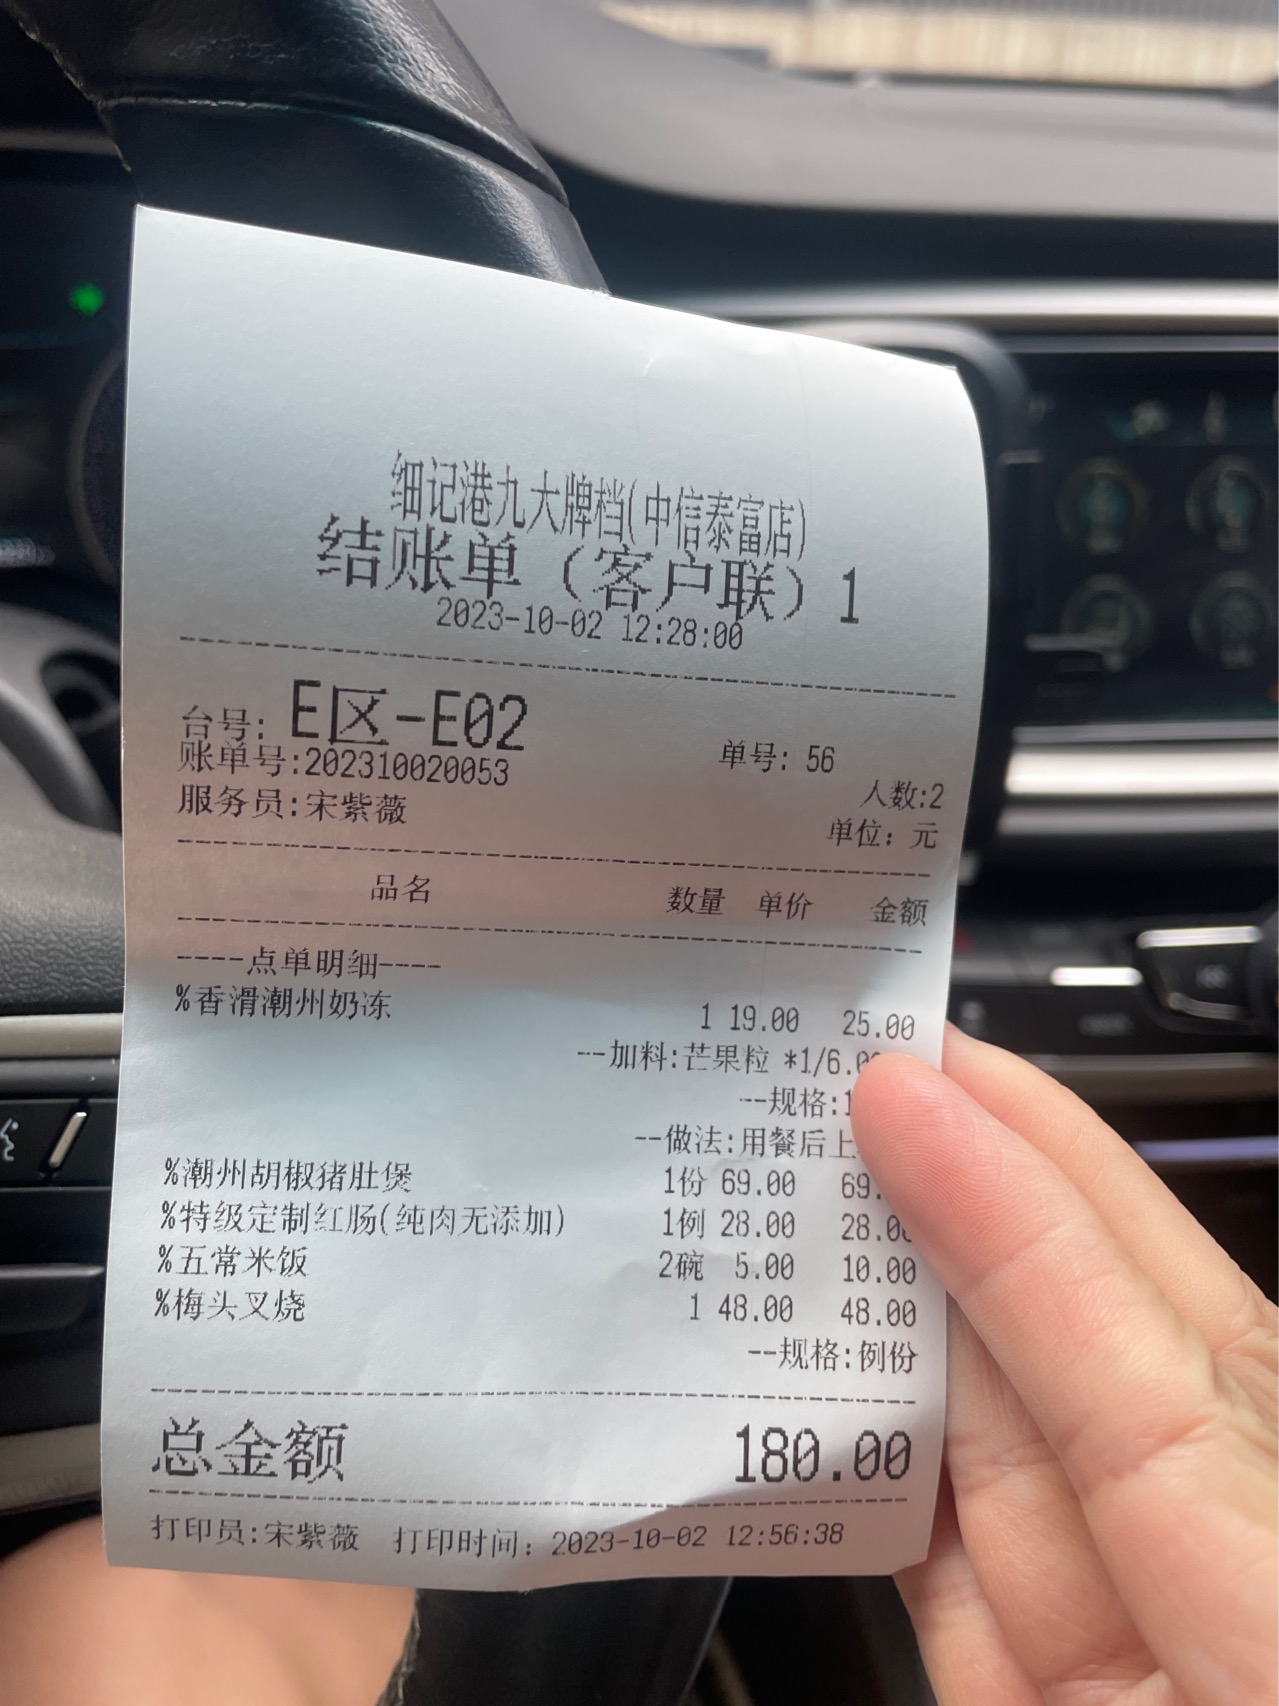 细记港九大牌档(中信泰富店)
结账单（客户联）1
2023-10-02 12:28:00
台号: E区-E02 单号: 56
账单号:202310020053 人数:2
服务员:宋紫薇 单位: 元
品名 数量 单价 金额
----点单明细----
%香滑潮州奶冻 1 19.00 25.00
--加料:芒果粒 *1/6.0
--规格:1
--做法:用餐后上
%潮州胡椒猪肚煲 1份 69.00 69.
%特级定制红肠(纯肉无添加) 1例 28.00 28.00
%五常米饭 2碗 5.00 10.00
%梅头叉烧 1 48.00 48.00
--规格:例份
总金额 180.00
打印员:宋紫薇 打印时间: 2023-10-02 12:56:38